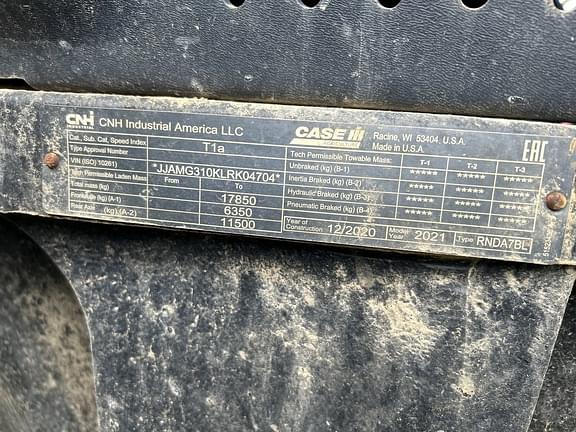 CNH INDUSTRIAL CNH Industrial America LLC
CASE IH AGRICULTURE
Racine, WI 53404, U.S.A.
Made in U.S.A.
EAC
Cat., Sub. Cat, Speed Index T1a
Type Approval Number
VIN (ISO) 10261) *JJAMG310KLRK04704*
Tech Permissible Laden Mass From To
Total mass (kg) 17850
Front Axle (kg) (A-1) 6350
Rear Axle (kg) (A-2) 11500
Tech Permissible Towable Mass: T-1 T-2 T-3
Unbraked (kg) (B-1) ***** ***** *****
Inertia Braked (kg) (B-2) ***** ***** *****
Hydraulic Braked (kg) (B-3) ***** ***** *****
Pneumatic Braked (kg) (B-4) ***** ***** *****
Year of Construction 12/2020 Model Year 2021 Type RNDA7BL